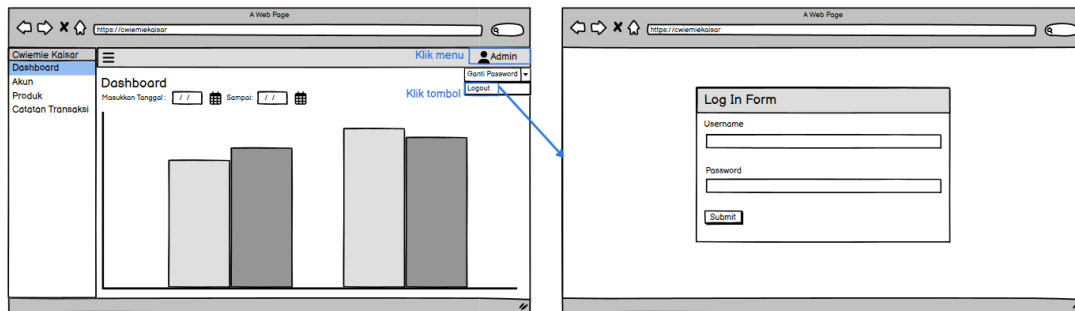 A Web Page
https://cwiemiekaisar
Cwiemie Kaisar
Dashboard
Akun
Produk
Catatan Transaksi
Klik menu
Admin
Ganti Password
Logout
Klik tombol
Dashboard
Masukkan Tanggal : / / Sampai: / /
A Web Page
https://cwiemiekaisar
Log In Form
Username
Password
Submit